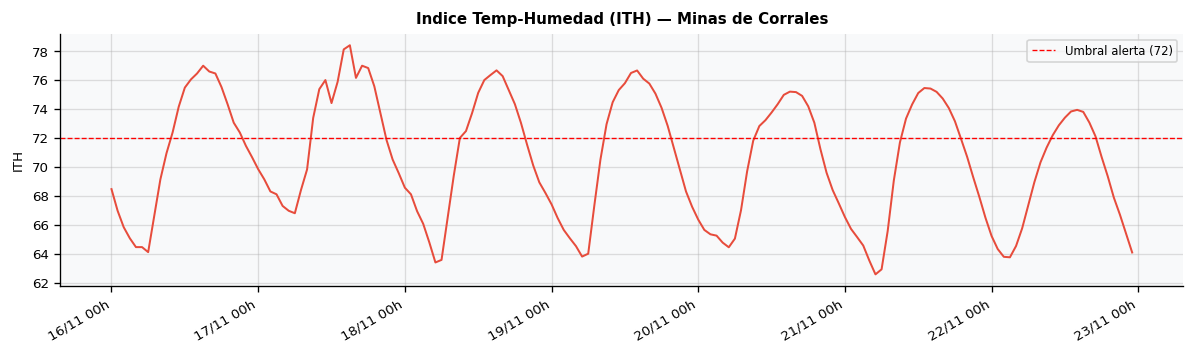 Indice Temp-Humedad (ITH) — Minas de Corrales
Umbral alerta (72)
ITH
78
76
74
72
70
68
66
64
62
16/11 00h
17/11 00h
18/11 00h
19/11 00h
20/11 00h
21/11 00h
22/11 00h
23/11 00h